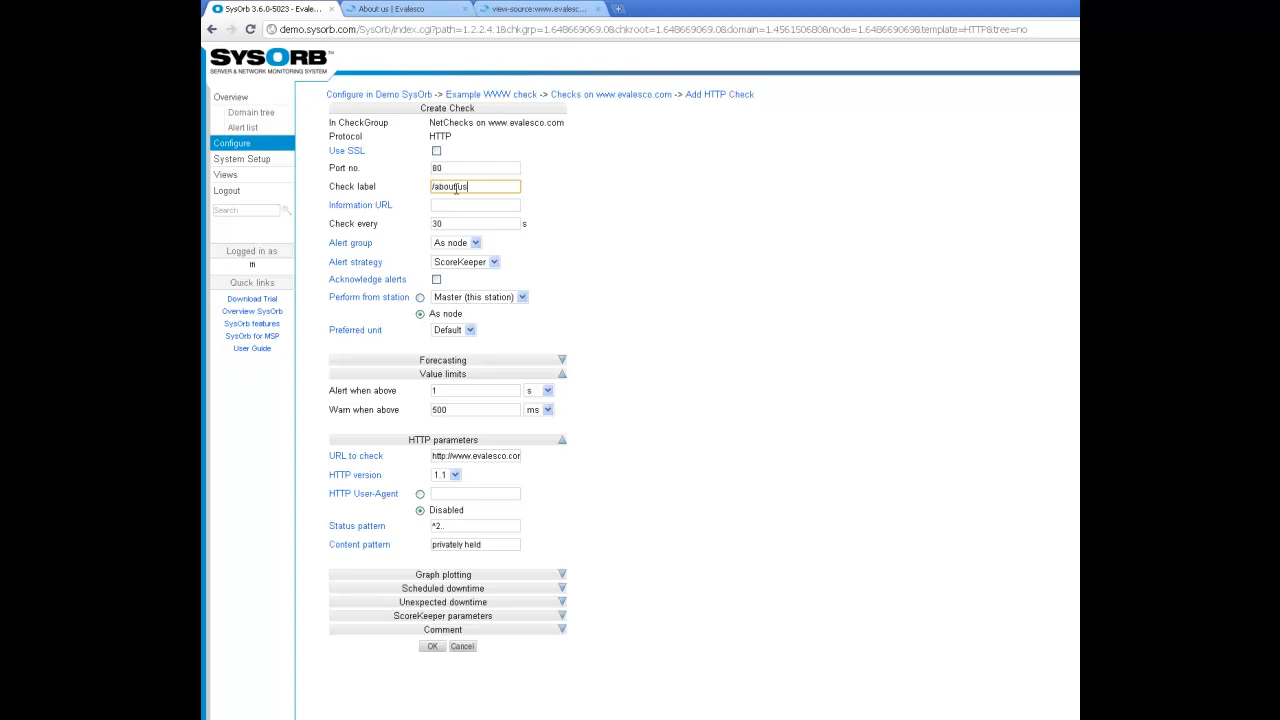 SysOrb 3.6.0-5023 - Evale...
About us | Evalesco
view-source:www.evalesc...
demo.sysorb.com/SysOrb/index.cgi?path=1.2.2.4.1&chkgrp=1.648669069.0&chkroot=1.648669069.0&domain=1.456150680&node=1.648669069&template=HTTP&tree=no
SYSORB™
SERVER & NETWORK MONITORING SYSTEM
Overview
Domain tree
Alert list
Configure
System Setup
Views
Logout
Search
Logged in as
Quick links
Download Trial
Overview SysOrb
SysOrb features
SysOrb for MSP
User Guide
Configure in Demo SysOrb -> Example WWW check -> Checks on www.evalesco.com -> Add HTTP Check
Create Check
In CheckGroup NetChecks on www.evalesco.com
Protocol HTTP
Use SSL
Port no. 80
Check label /about us
Information URL
Check every 30 s
Alert group As node
Alert strategy ScoreKeeper
Acknowledge alerts
Perform from station Master (this station)
As node
Preferred unit Default
Forecasting
Value limits
Alert when above 1 s
Warn when above 500 ms
HTTP parameters
URL to check http://www.evalesco.cor
HTTP version 1.1
HTTP User-Agent
Disabled
Status pattern ^2..
Content pattern privately held
Graph plotting
Scheduled downtime
Unexpected downtime
ScoreKeeper parameters
Comment
OK Cancel